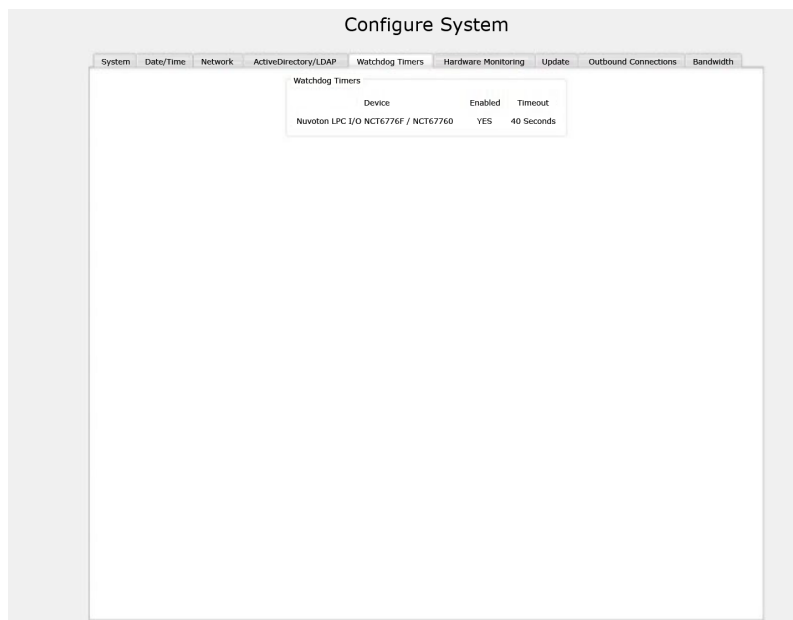 Configure System
System Date/Time Network ActiveDirectory/LDAP Watchdog Timers Hardware Monitoring Update Outbound Connections Bandwidth
Watchdog Timers
Device Enabled Timeout
Nuvoton LPC I/O NCT6776F / NCT67760 YES 40 Seconds